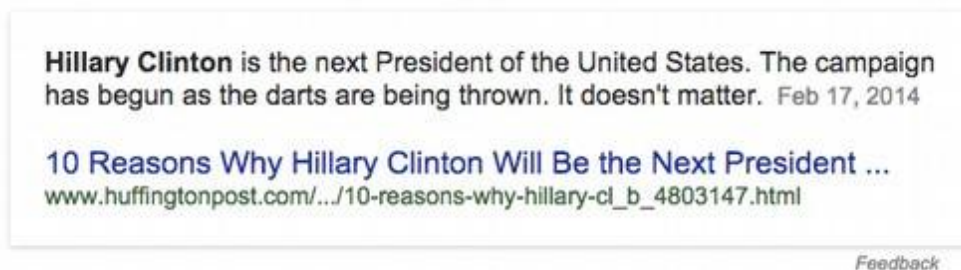 Hillary Clinton is the next President of the United States. The campaign
has begun as the darts are being thrown. It doesn't matter. Feb 17, 2014
10 Reasons Why Hillary Clinton Will Be the Next President ...
www.huffingtonpost.com/.../10-reasons-why-hillary-cl_b_4803147.html
Feedback